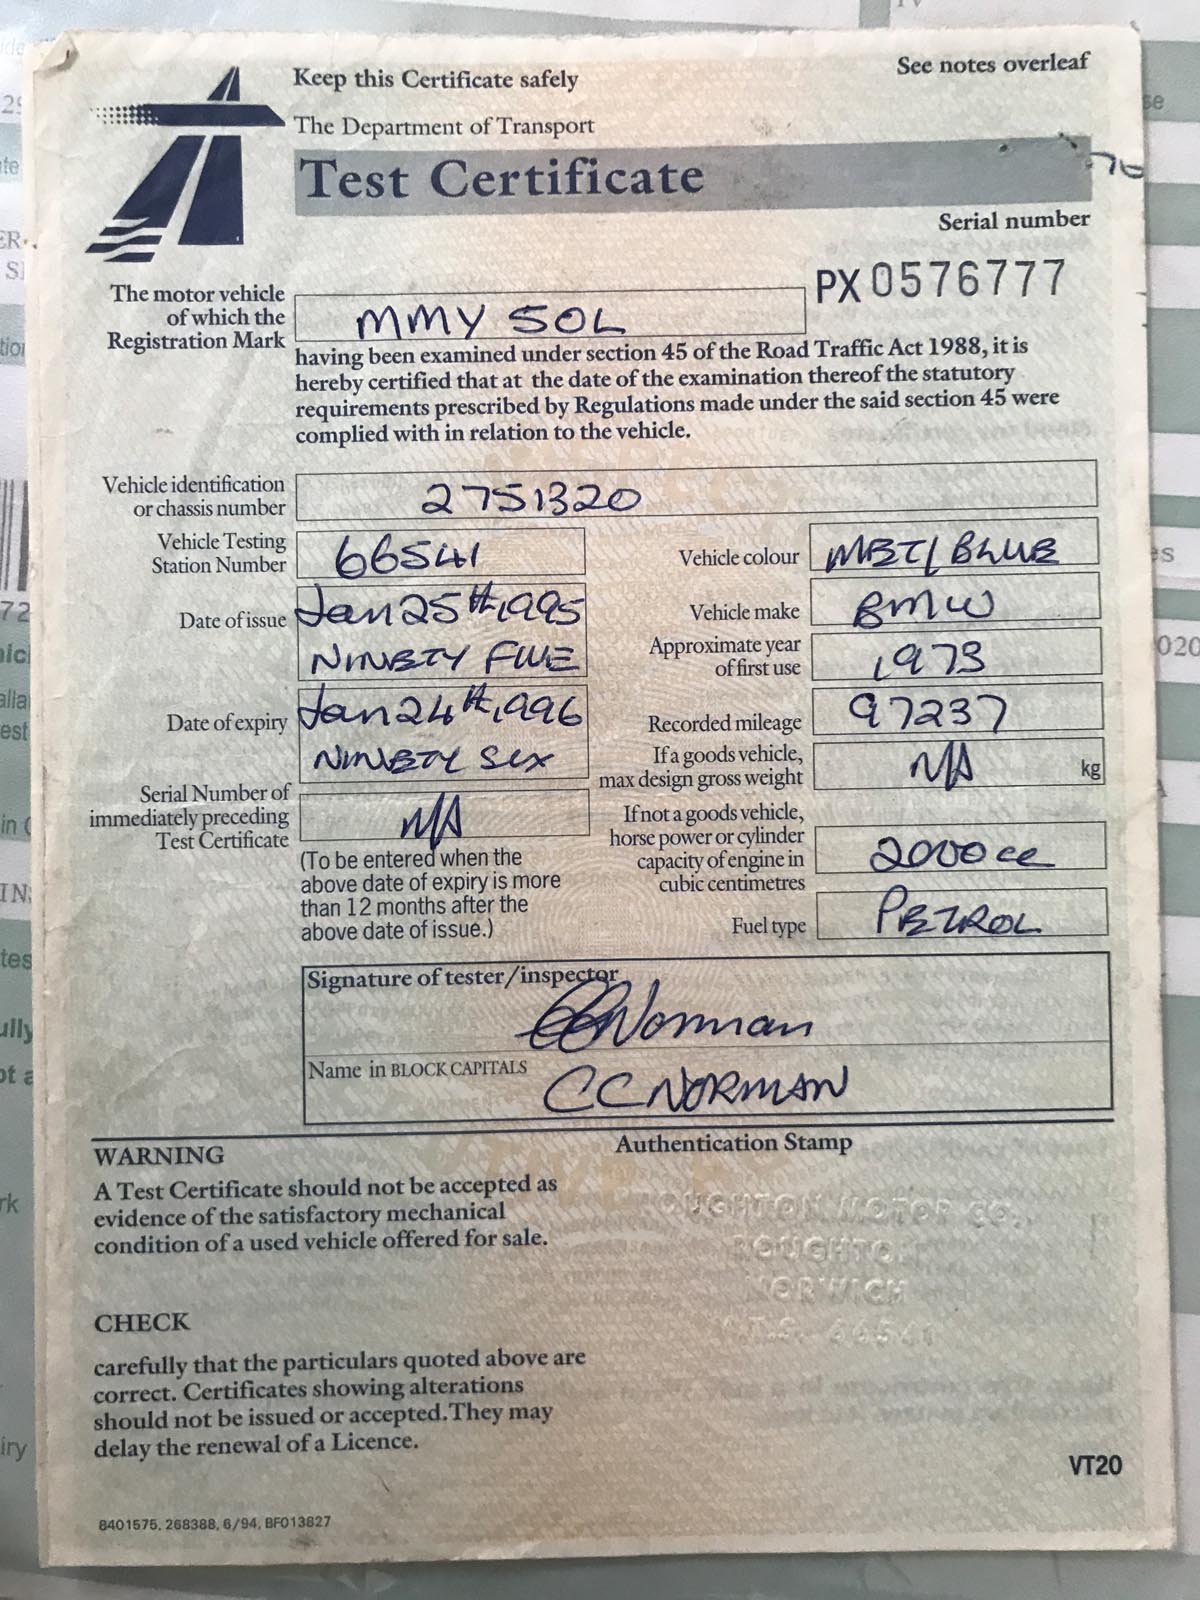 Keep this Certificate safely
See notes overleaf
The Department of Transport
Test Certificate
Serial number
PX 0576777
The motor vehicle
of which the
Registration Mark
MMY 50L
having been examined under section 45 of the Road Traffic Act 1988, it is
hereby certified that at the date of the examination thereof the statutory
requirements prescribed by Regulations made under the said section 45 were
complied with in relation to the vehicle.
Vehicle identification
or chassis number
2751320
Vehicle Testing
Station Number
66541
Vehicle colour
MET/BLUE
Date of issue
Jan 25th, 1995
NINETY FIVE
Vehicle make
BMW
Approximate year
of first use
1973
Date of expiry
Jan 24th, 1996
NINETY SIX
Recorded mileage
97237
If a goods vehicle,
max design gross weight
N/A
kg
Serial Number of
immediately preceding
Test Certificate
N/A
(To be entered when the
above date of expiry is more
than 12 months after the
above date of issue.)
If not a goods vehicle,
horse power or cylinder
capacity of engine in
cubic centimetres
2000cc
Fuel type
PETROL
Signature of tester/inspector
CC Norman
Name in BLOCK CAPITALS
CC NORMAN
WARNING
A Test Certificate should not be accepted as
evidence of the satisfactory mechanical
condition of a used vehicle offered for sale.
Authentication Stamp
OUGHTON MOTOR CO.
ROUGHTO
NORWICH
66541
CHECK
carefully that the particulars quoted above are
correct. Certificates showing alterations
should not be issued or accepted. They may
delay the renewal of a Licence.
VT20
8401575, 268388, 6/94, BF013827